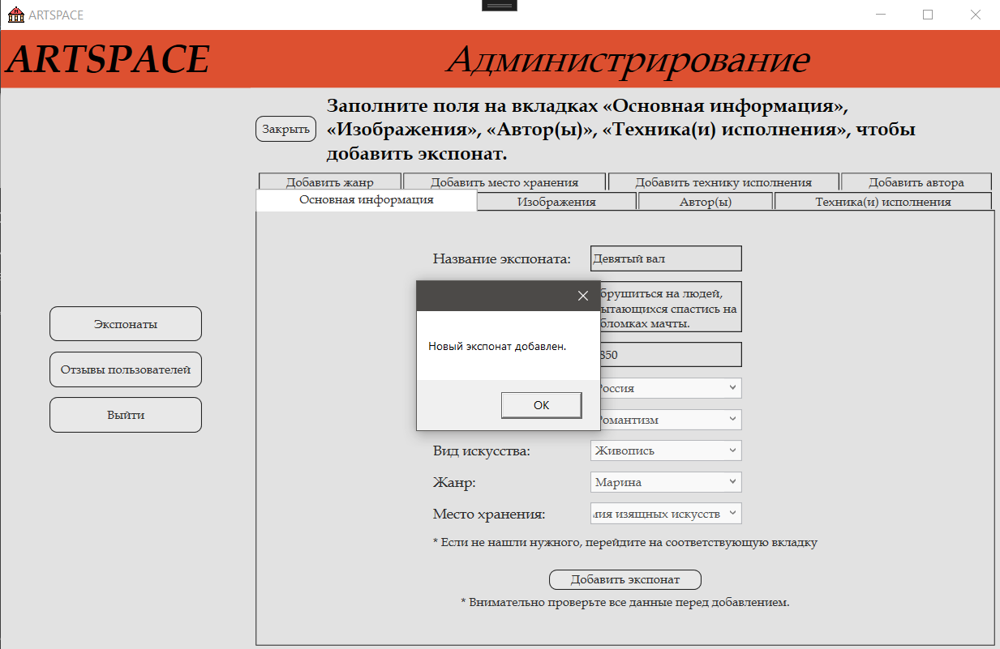 ARTSPACE
ARTSPACE
Администрирование
Закрыть
Заполните поля на вкладках «Основная информация»,
«Изображения», «Автор(ы)», «Техника(и) исполнения», чтобы
добавить экспонат.
Добавить жанр
Добавить место хранения
Добавить технику исполнения
Добавить автора
Основная информация
Изображения
Автор(ы)
Техника(и) исполнения
Экспонаты
Отзывы пользователей
Выйти
Название экспоната:
Девятый вал
брушиться на людей,
ытающихся спастись на
бломках мачты.
850
Россия
Романтизм
Новый экспонат добавлен.
OK
Вид искусства:
Живопись
Жанр:
Марина
Место хранения:
мия изящных искусств
* Если не нашли нужного, перейдите на соответствующую вкладку
Добавить экспонат
* Внимательно проверьте все данные перед добавлением.